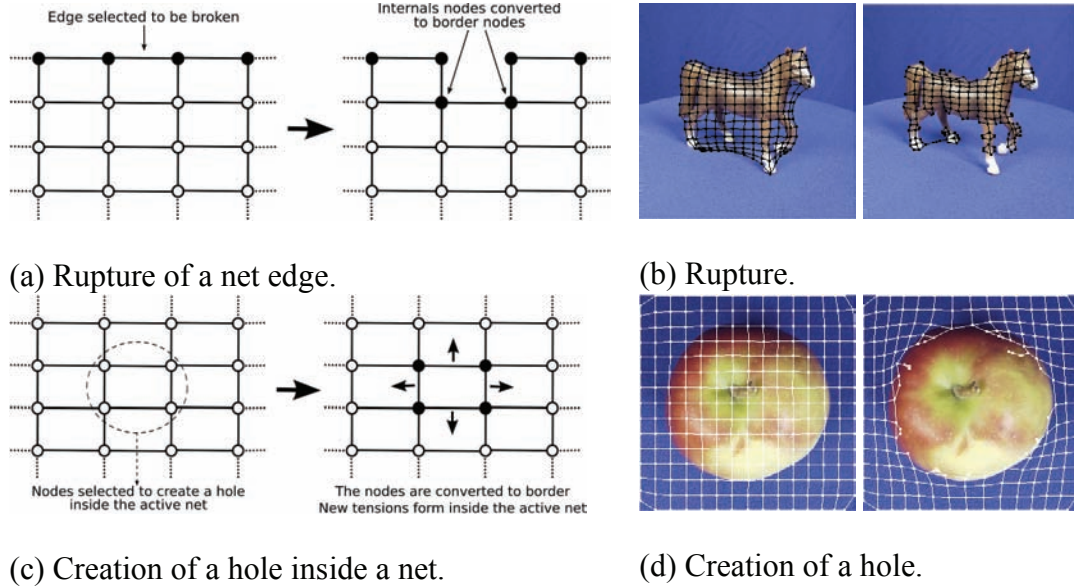 Edge selected to be broken
Internals nodes converted
to border nodes
(a) Rupture of a net edge.
(b) Rupture.
Nodes selected to create a hole
inside the active net
The nodes are converted to border
New tensions form inside the active net
(c) Creation of a hole inside a net.
(d) Creation of a hole.